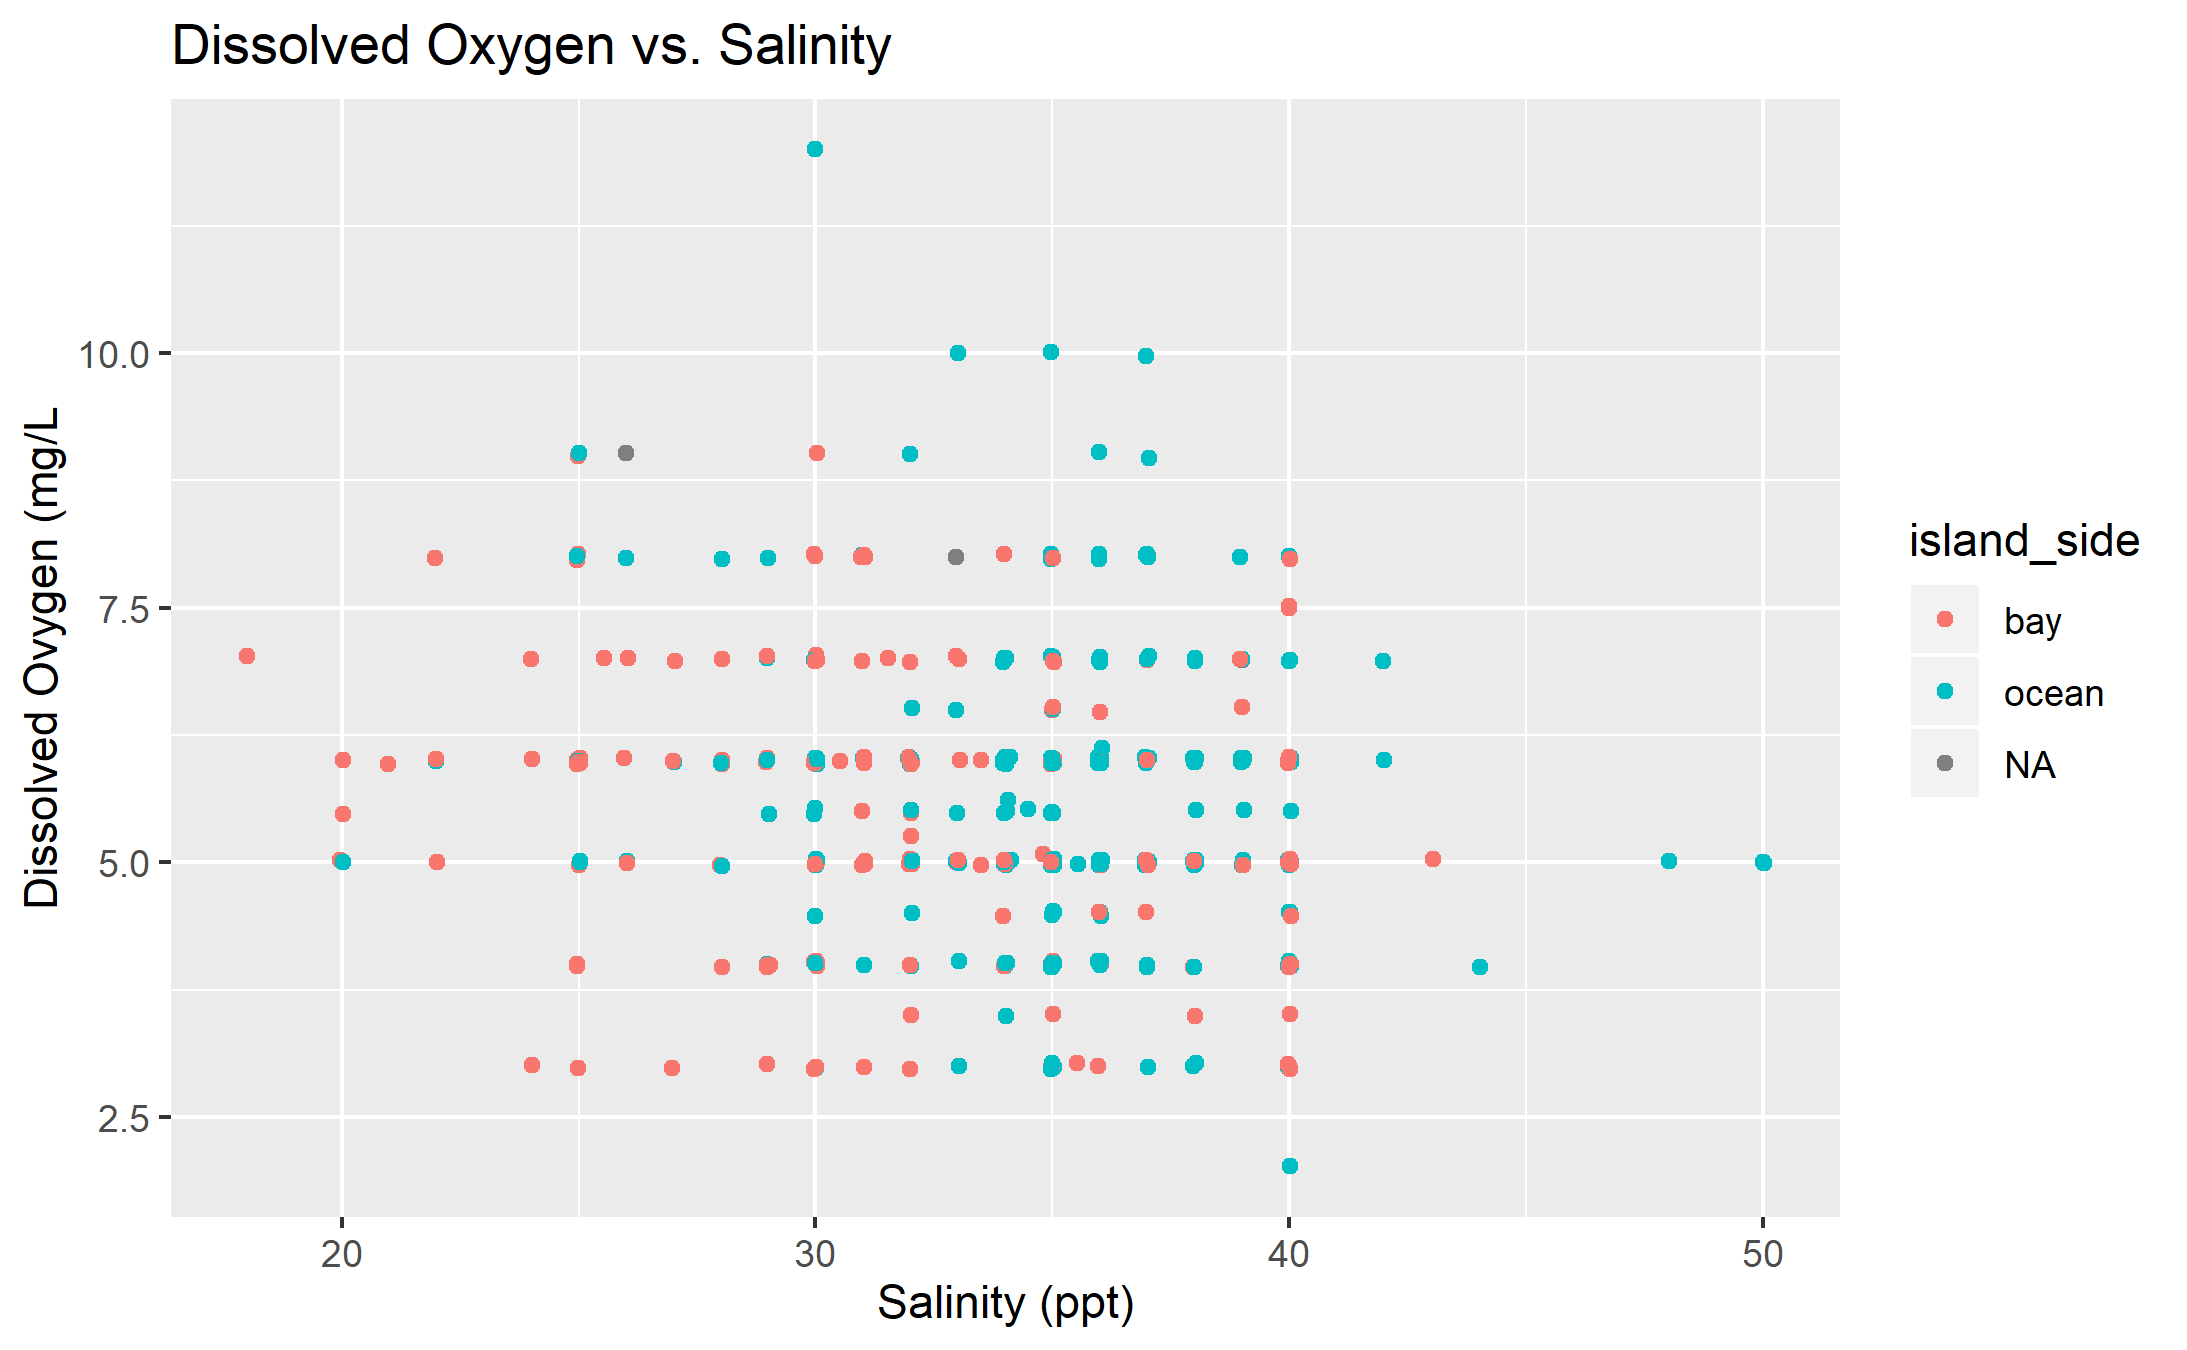 Dissolved Oxygen vs. Salinity
Dissolved Ovygen (mg/L
10.0
7.5
5.0
2.5
20 30 40 50
Salinity (ppt)
island_side
bay
ocean
NA